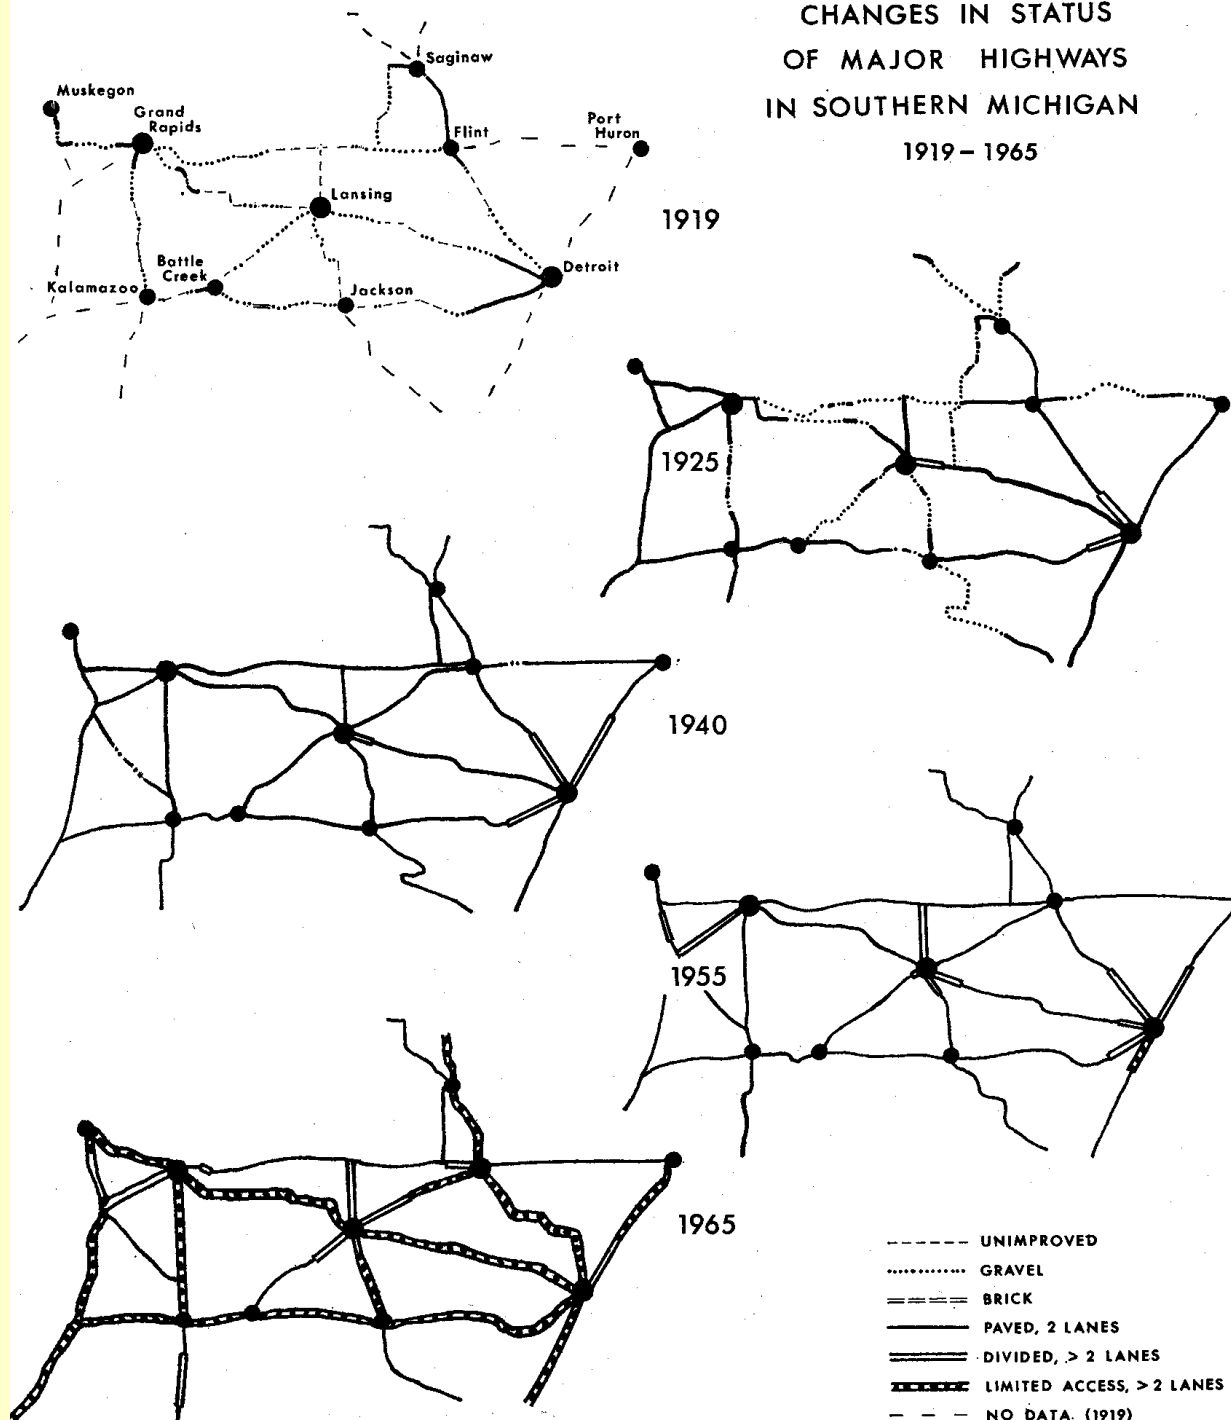 CHANGES IN STATUS
OF MAJOR HIGHWAYS
IN SOUTHERN MICHIGAN
1919 – 1965
Saginaw
Muskegon
Grand
Rapids
Flint
Port
Huron
Lansing
1919
Battle
Creek
Kalamazoo
Jackson
Detroit
1925
1940
1955
1965
UNIMPROVED
GRAVEL
BRICK
PAVED, 2 LANES
DIVIDED, > 2 LANES
LIMITED ACCESS, > 2 LANES
NO DATA, (1919)